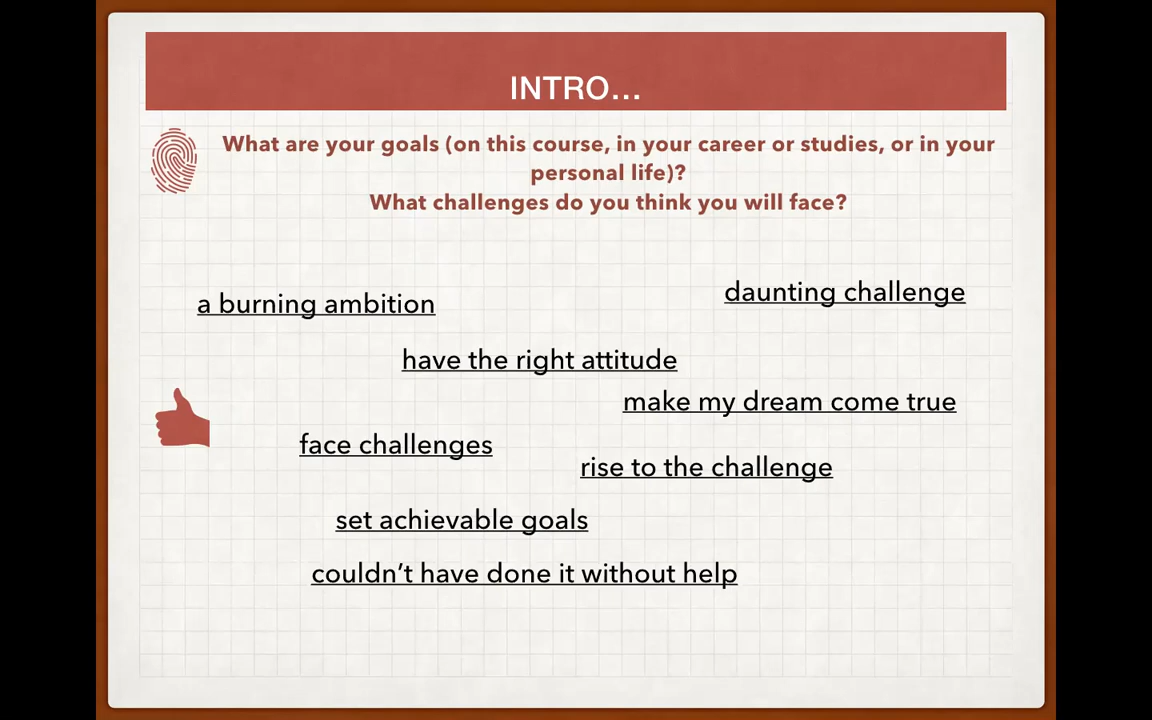 INTRO…
What are your goals (on this course, in your career or studies, or in your
personal life)?
What challenges do you think you will face?
daunting challenge
a burning ambition
have the right attitude
make my dream come true
face challenges
rise to the challenge
set achievable goals
couldn’t have done it without help